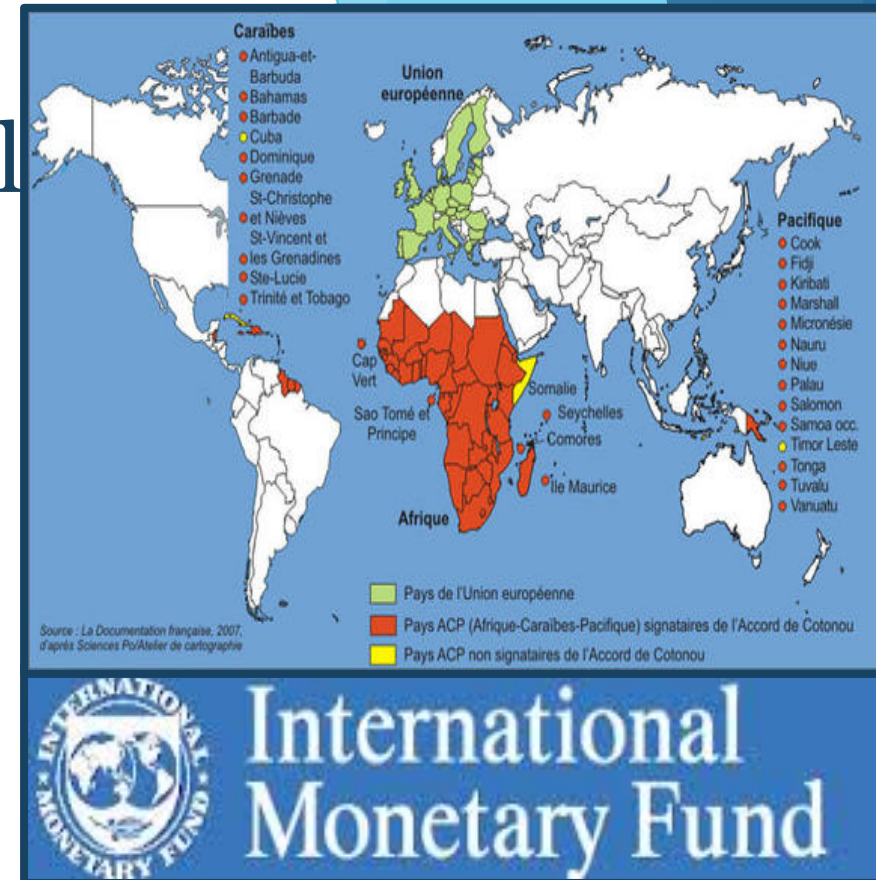 l
Caraïbes
Antigua-et-
Barbuda
Bahamas
Barbade
Cuba
Dominique
Grenade
St-Christophe
et Nièves
St-Vincent et
les Grenadines
Ste-Lucie
Trinité et Tobago
Union
européenne
Pacifique
Cook
Fidji
Kiribati
Marshall
Micronésie
Nauru
Niue
Palau
Salomon
Samoa occ.
Timor Leste
Tonga
Tuvalu
Vanuatu
Cap
Vert
Sao Tomé et
Principe
Somalie
Seychelles
Comores
Ile Maurice
Afrique
Pays de l'Union européenne
Pays ACP (Afrique-Caraïbes-Pacifique) signataires de l'Accord de Cotonou
Pays ACP non signataires de l'Accord de Cotonou
Source : La Documentation française, 2007,
d'après Sciences Po/Atelier de cartographie
INTERNATIONAL
MONETARY FUND
International
Monetary Fund